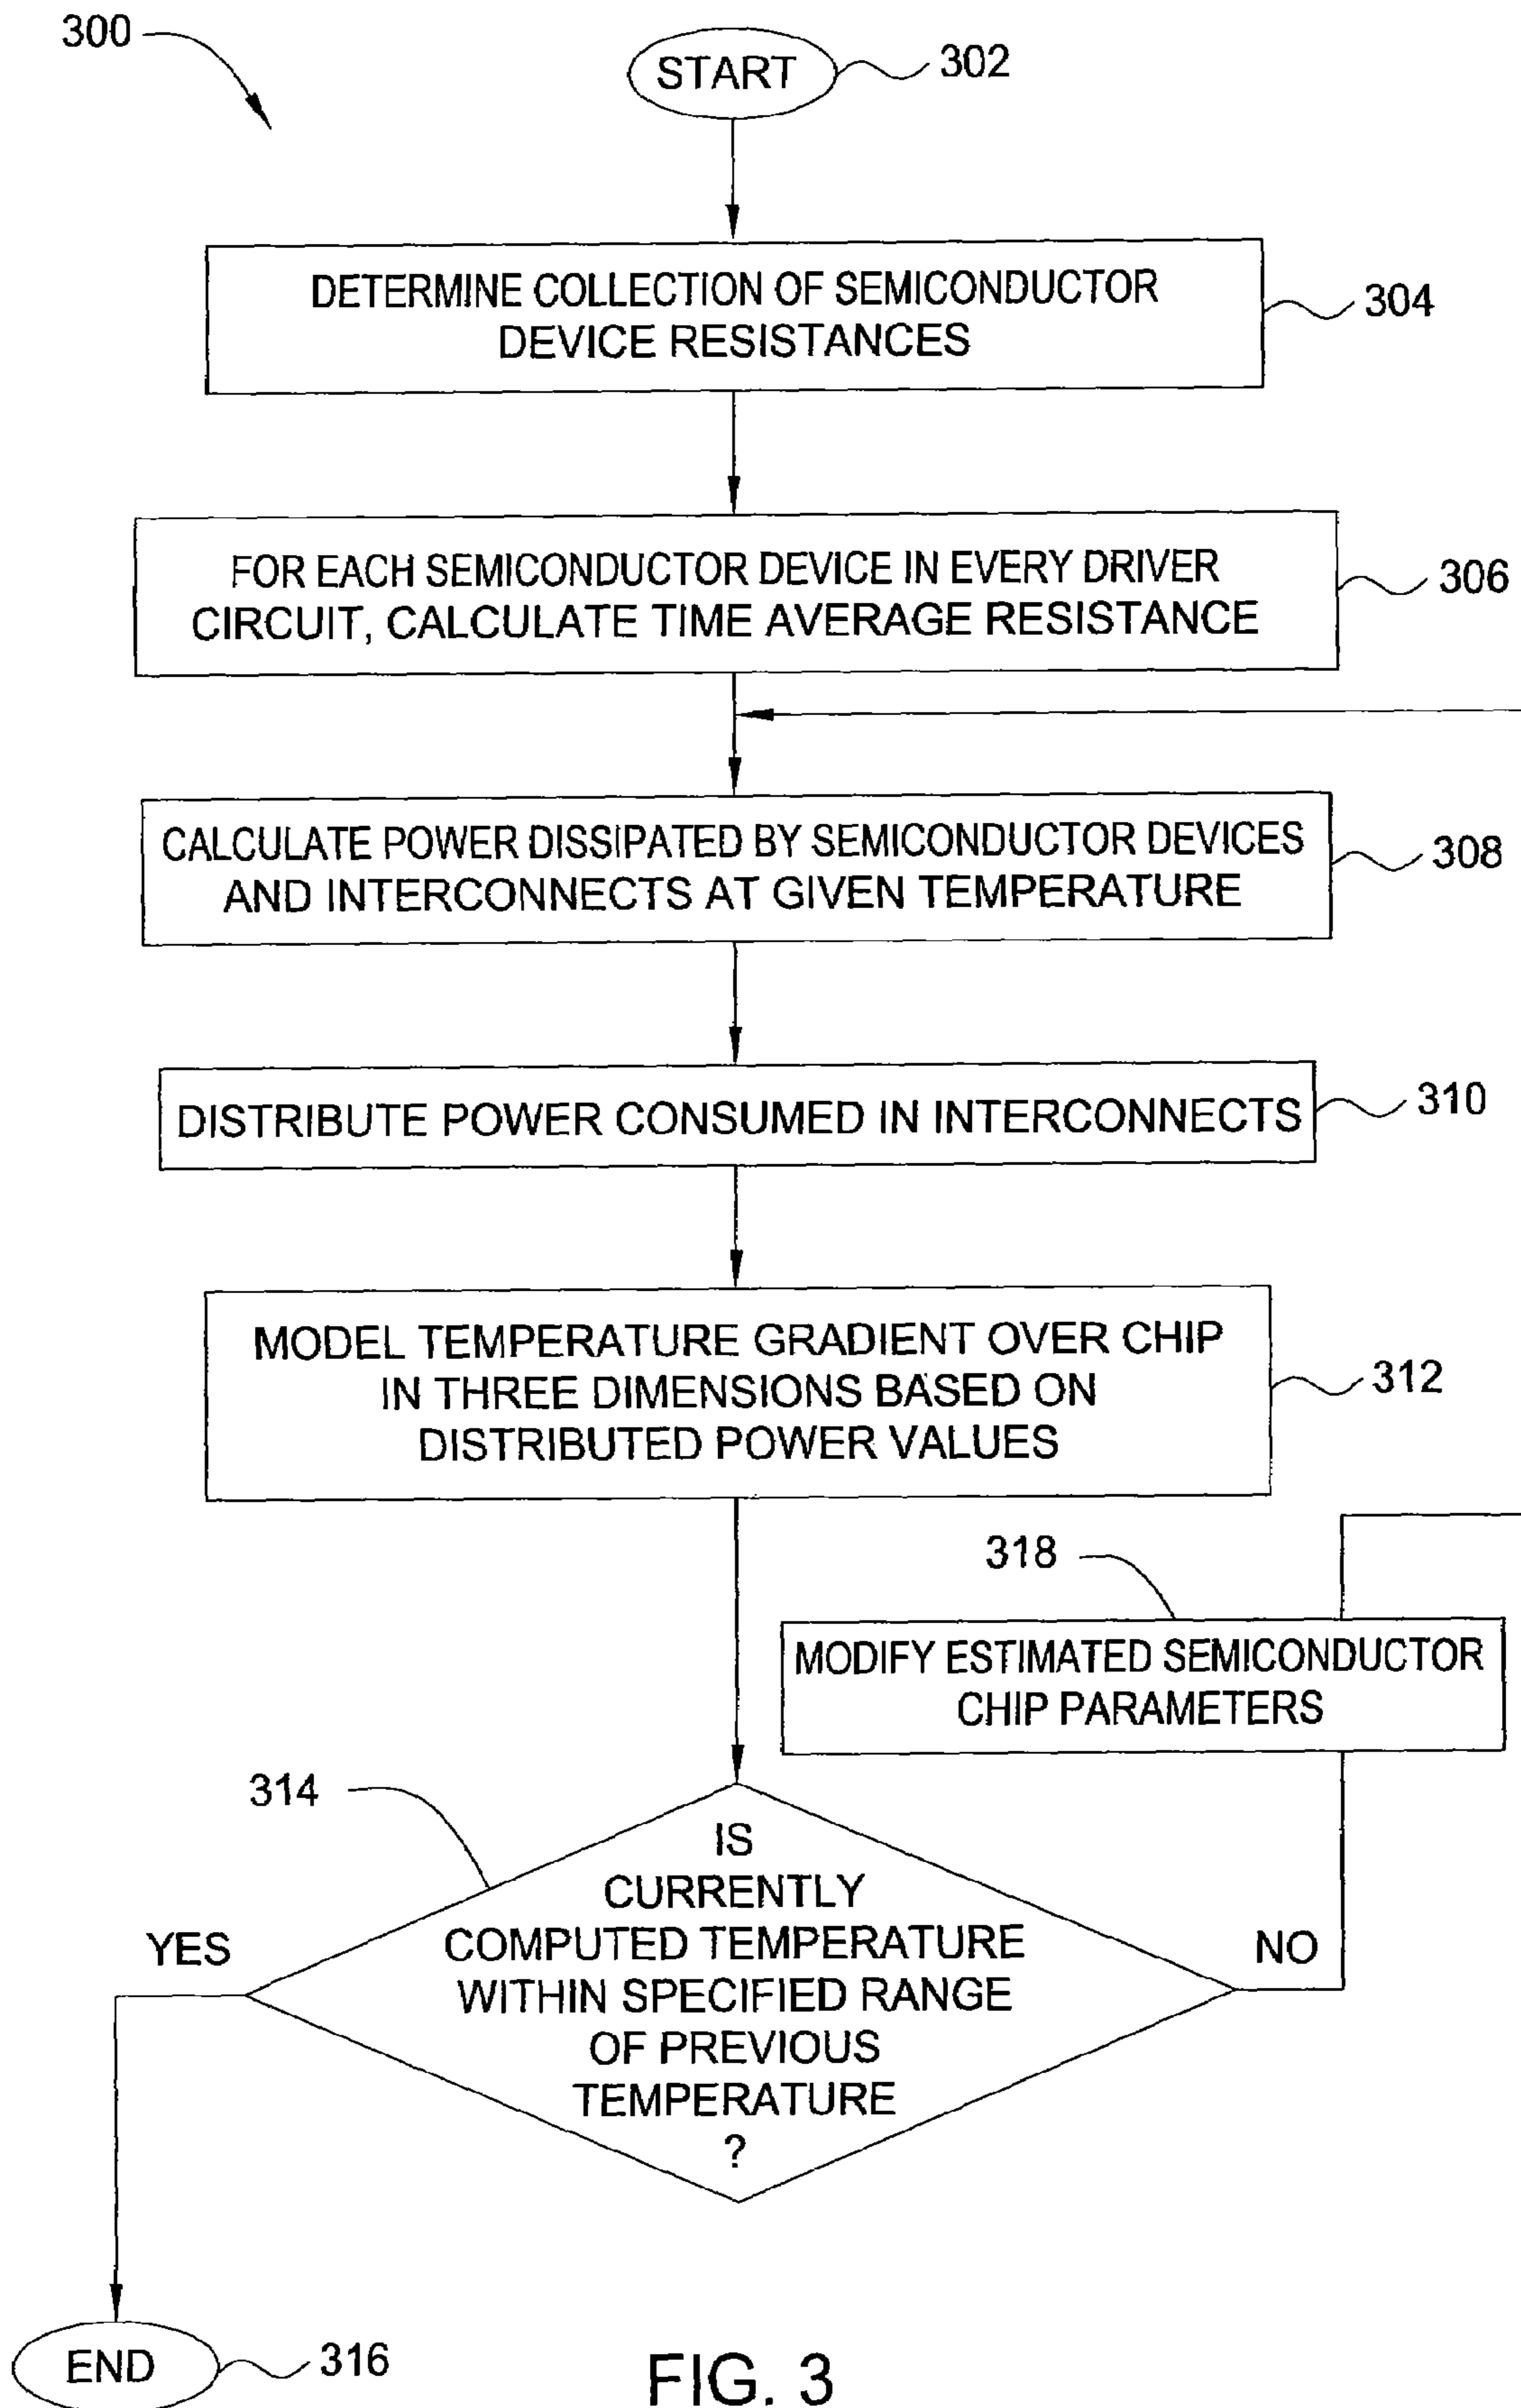 300
START
302
DETERMINE COLLECTION OF SEMICONDUCTOR
DEVICE RESISTANCES
304
FOR EACH SEMICONDUCTOR DEVICE IN EVERY DRIVER
CIRCUIT, CALCULATE TIME AVERAGE RESISTANCE
306
CALCULATE POWER DISSIPATED BY SEMICONDUCTOR DEVICES
AND INTERCONNECTS AT GIVEN TEMPERATURE
308
DISTRIBUTE POWER CONSUMED IN INTERCONNECTS
310
MODEL TEMPERATURE GRADIENT OVER CHIP
IN THREE DIMENSIONS BASED ON
DISTRIBUTED POWER VALUES
312
318
MODIFY ESTIMATED SEMICONDUCTOR
CHIP PARAMETERS
314
IS
CURRENTLY
COMPUTED TEMPERATURE
WITHIN SPECIFIED RANGE
OF PREVIOUS
TEMPERATURE
?
YES
NO
END
316
FIG. 3